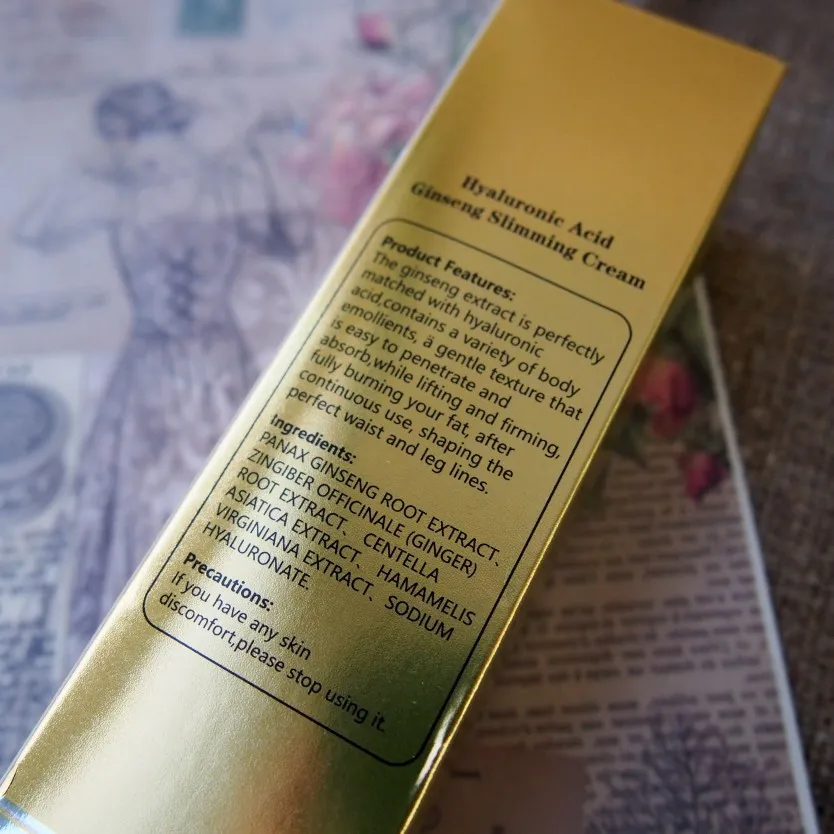 Hyaluronic Acid
Ginseng Slimming Cream
Product Features:
The ginseng extract is perfectly
matched with hyaluronic
acid,contains a variety of body
emollients, a gentle texture that
is easy to penetrate and
absorb,while lifting and firming,
fully burning your fat, after
continuous use, shaping the
perfect waist and leg lines.
Ingredients:
PANAX GINSENG ROOT EXTRACT、
ZINGIBER OFFICINALE (GINGER)
ROOT EXTRACT、 CENTELLA
ASIATICA EXTRACT、 HAMAMELIS
VIRGINIANA EXTRACT、 SODIUM
HYALURONATE.
Precautions:
If you have any skin
discomfort,please stop using it.